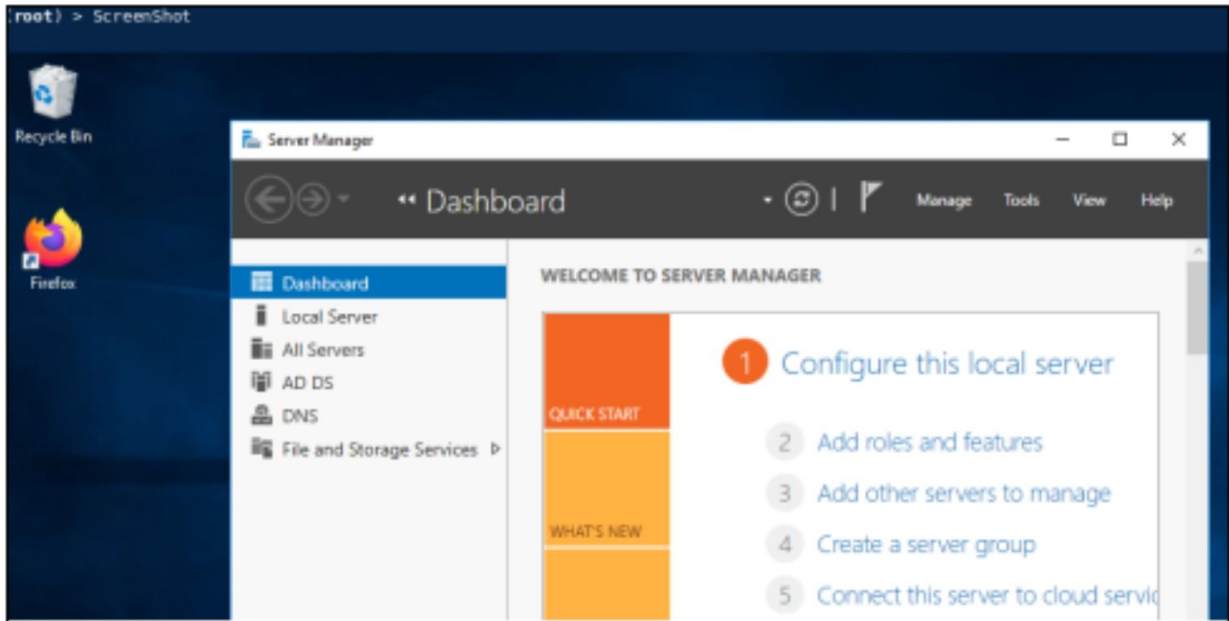 (root) > ScreenShot
Recycle Bin
Server Manager
Dashboard
Manage Tools View Help
Firefox
Dashboard
Local Server
All Servers
AD DS
DNS
File and Storage Services
WELCOME TO SERVER MANAGER
QUICK START
WHAT'S NEW
1 Configure this local server
2 Add roles and features
3 Add other servers to manage
4 Create a server group
5 Connect this server to cloud servic